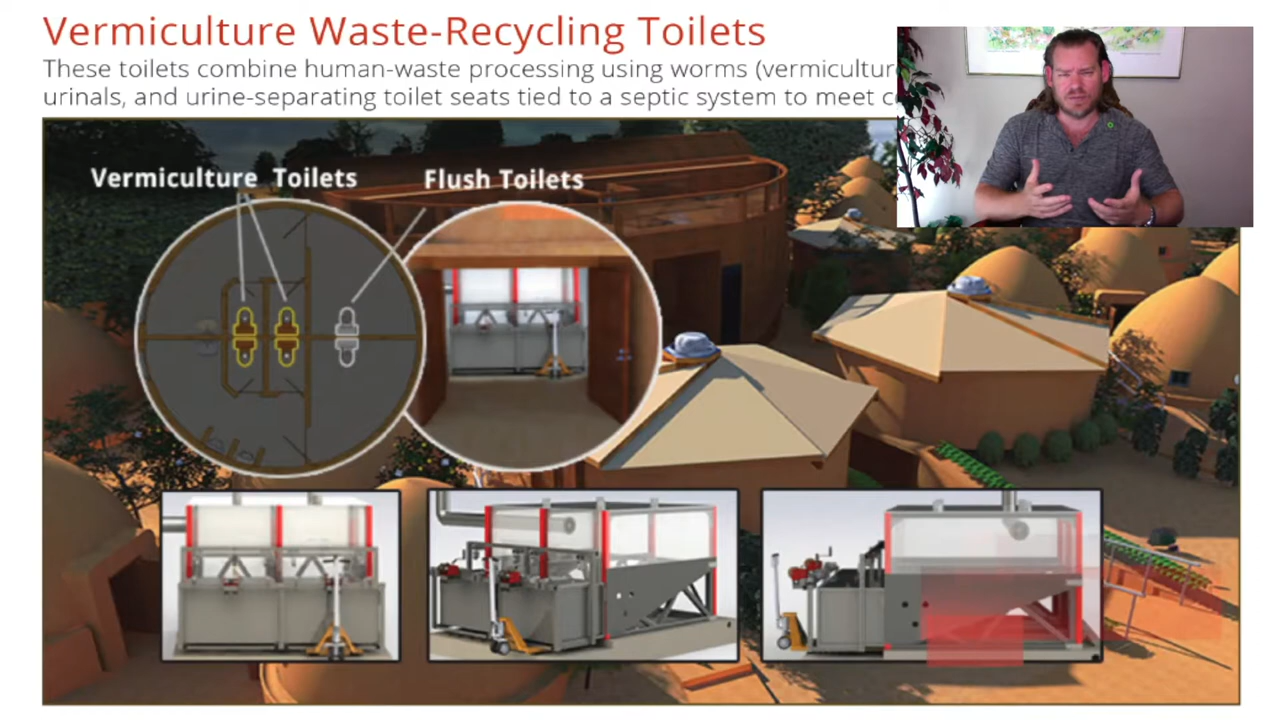 Vermiculture Waste-Recycling Toilets
These toilets combine human-waste processing using worms
urinals, and urine-separating toilet seats tied to a septic system to meet
Vermiculture Toilets
Flush Toilets